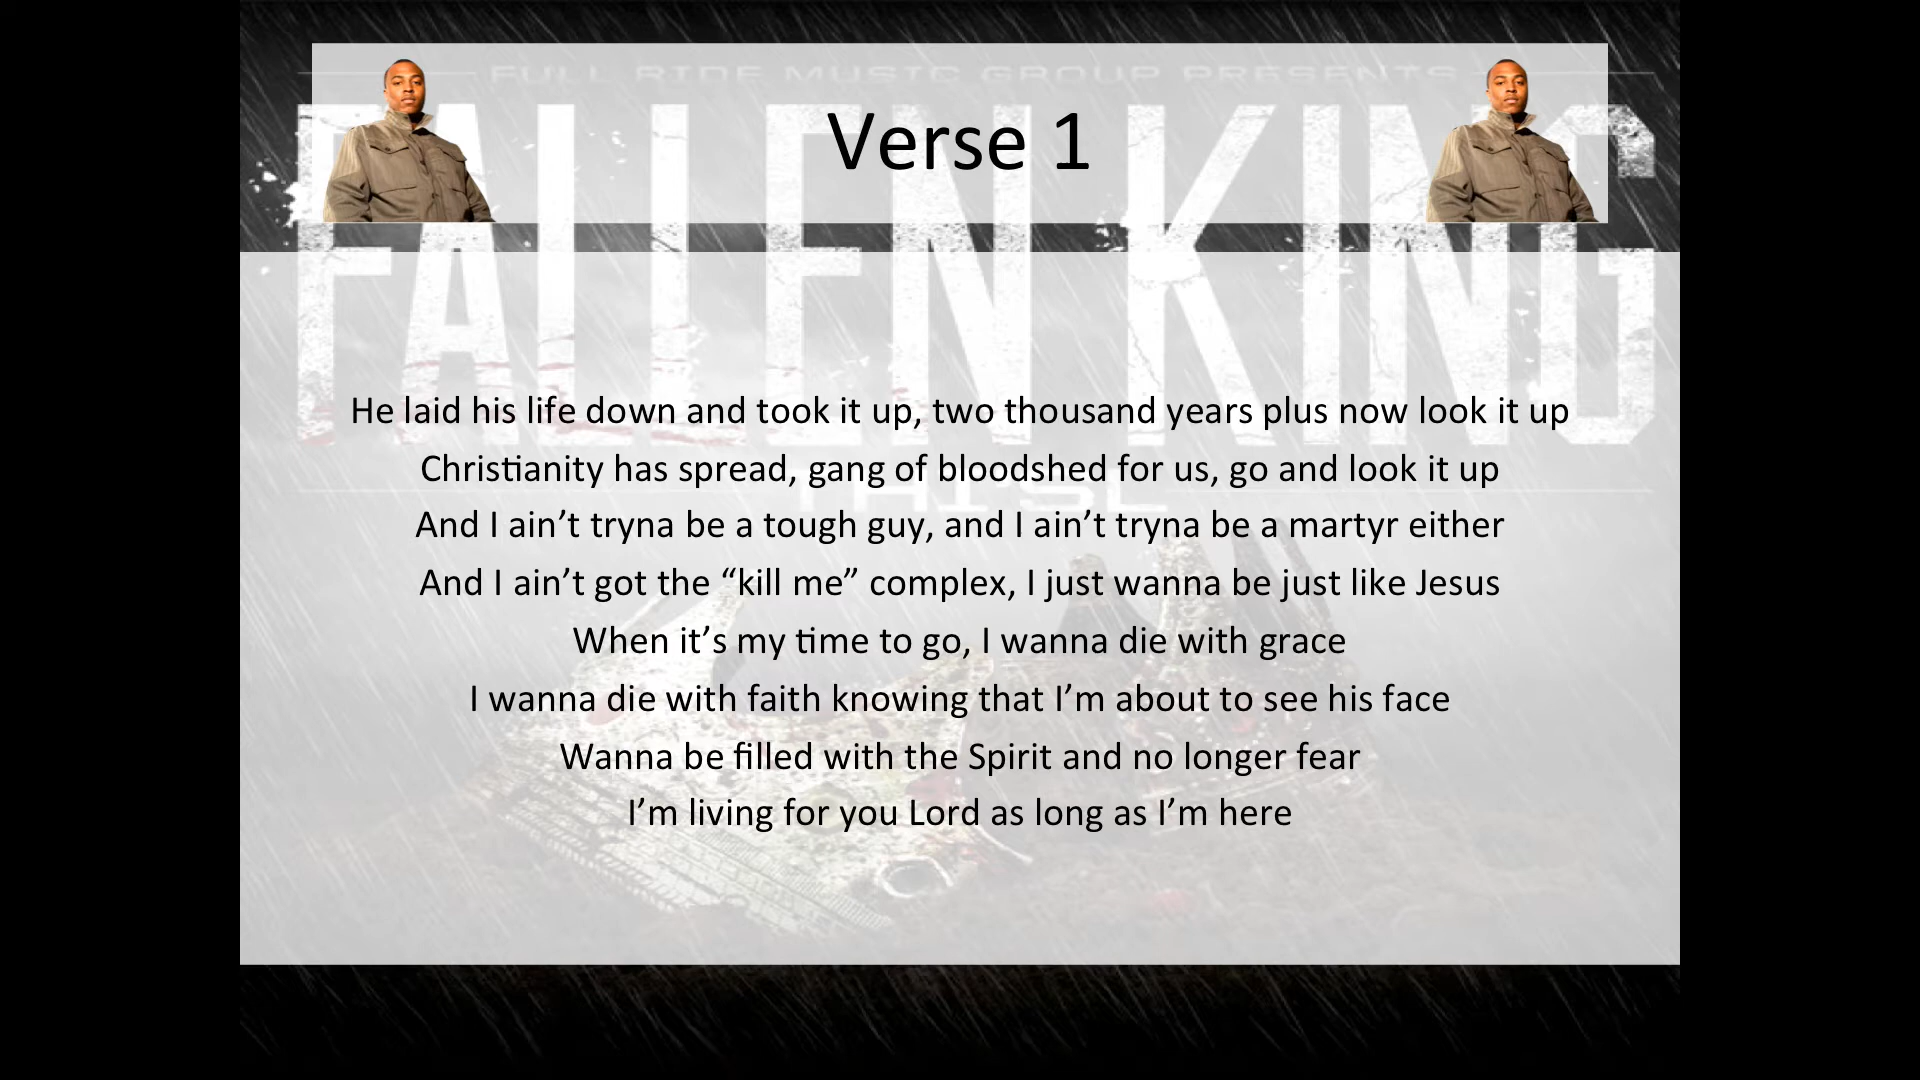 FULL RIDE MUSIC GROUP PRESENTS
Verse 1
FALLEN KING
He laid his life down and took it up, two thousand years plus now look it up
Christianity has spread, gang of bloodshed for us, go and look it up
And I ain’t tryna be a tough guy, and I ain’t tryna be a martyr either
And I ain’t got the “kill me” complex, I just wanna be just like Jesus
When it’s my time to go, I wanna die with grace
I wanna die with faith knowing that I’m about to see his face
Wanna be filled with the Spirit and no longer fear
I’m living for you Lord as long as I’m here